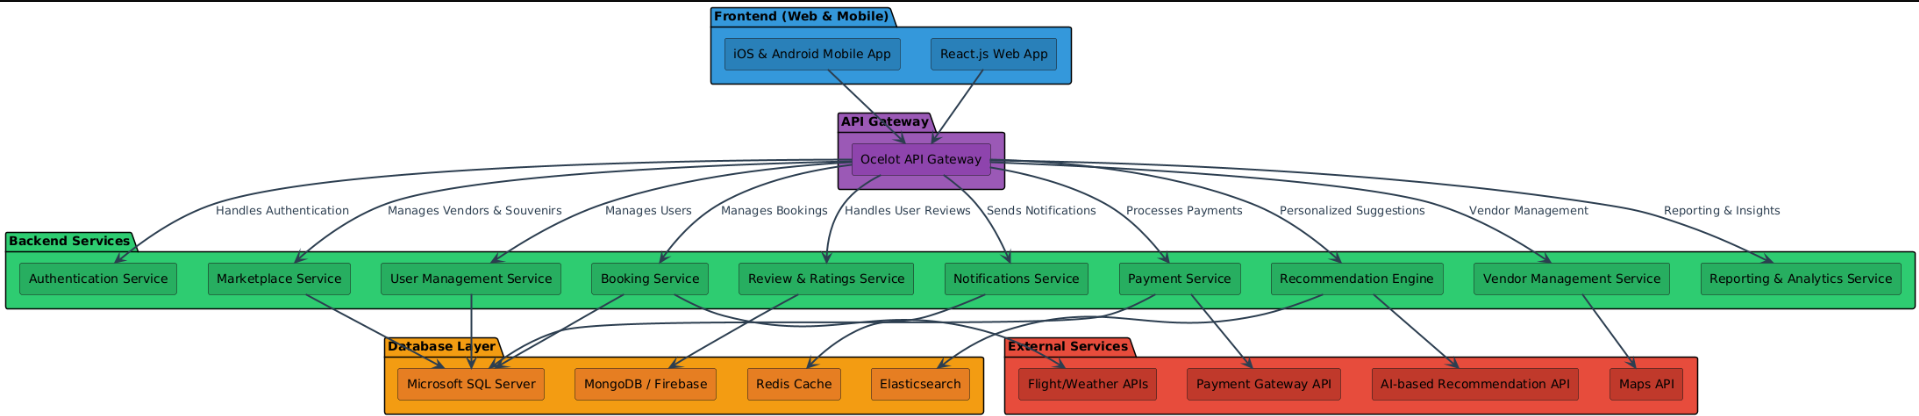 Frontend (Web & Mobile)
iOS & Android Mobile App
React.js Web App
API Gateway
Ocelot API Gateway
Handles Authentication
Manages Vendors & Souvenirs
Manages Users
Manages Bookings
Handles User Reviews
Sends Notifications
Processes Payments
Personalized Suggestions
Vendor Management
Reporting & Insights
Backend Services
Authentication Service
Marketplace Service
User Management Service
Booking Service
Review & Ratings Service
Notifications Service
Payment Service
Recommendation Engine
Vendor Management Service
Reporting & Analytics Service
Database Layer
Microsoft SQL Server
MongoDB / Firebase
Redis Cache
Elasticsearch
External Services
Flight/Weather APIs
Payment Gateway API
AI-based Recommendation API
Maps API